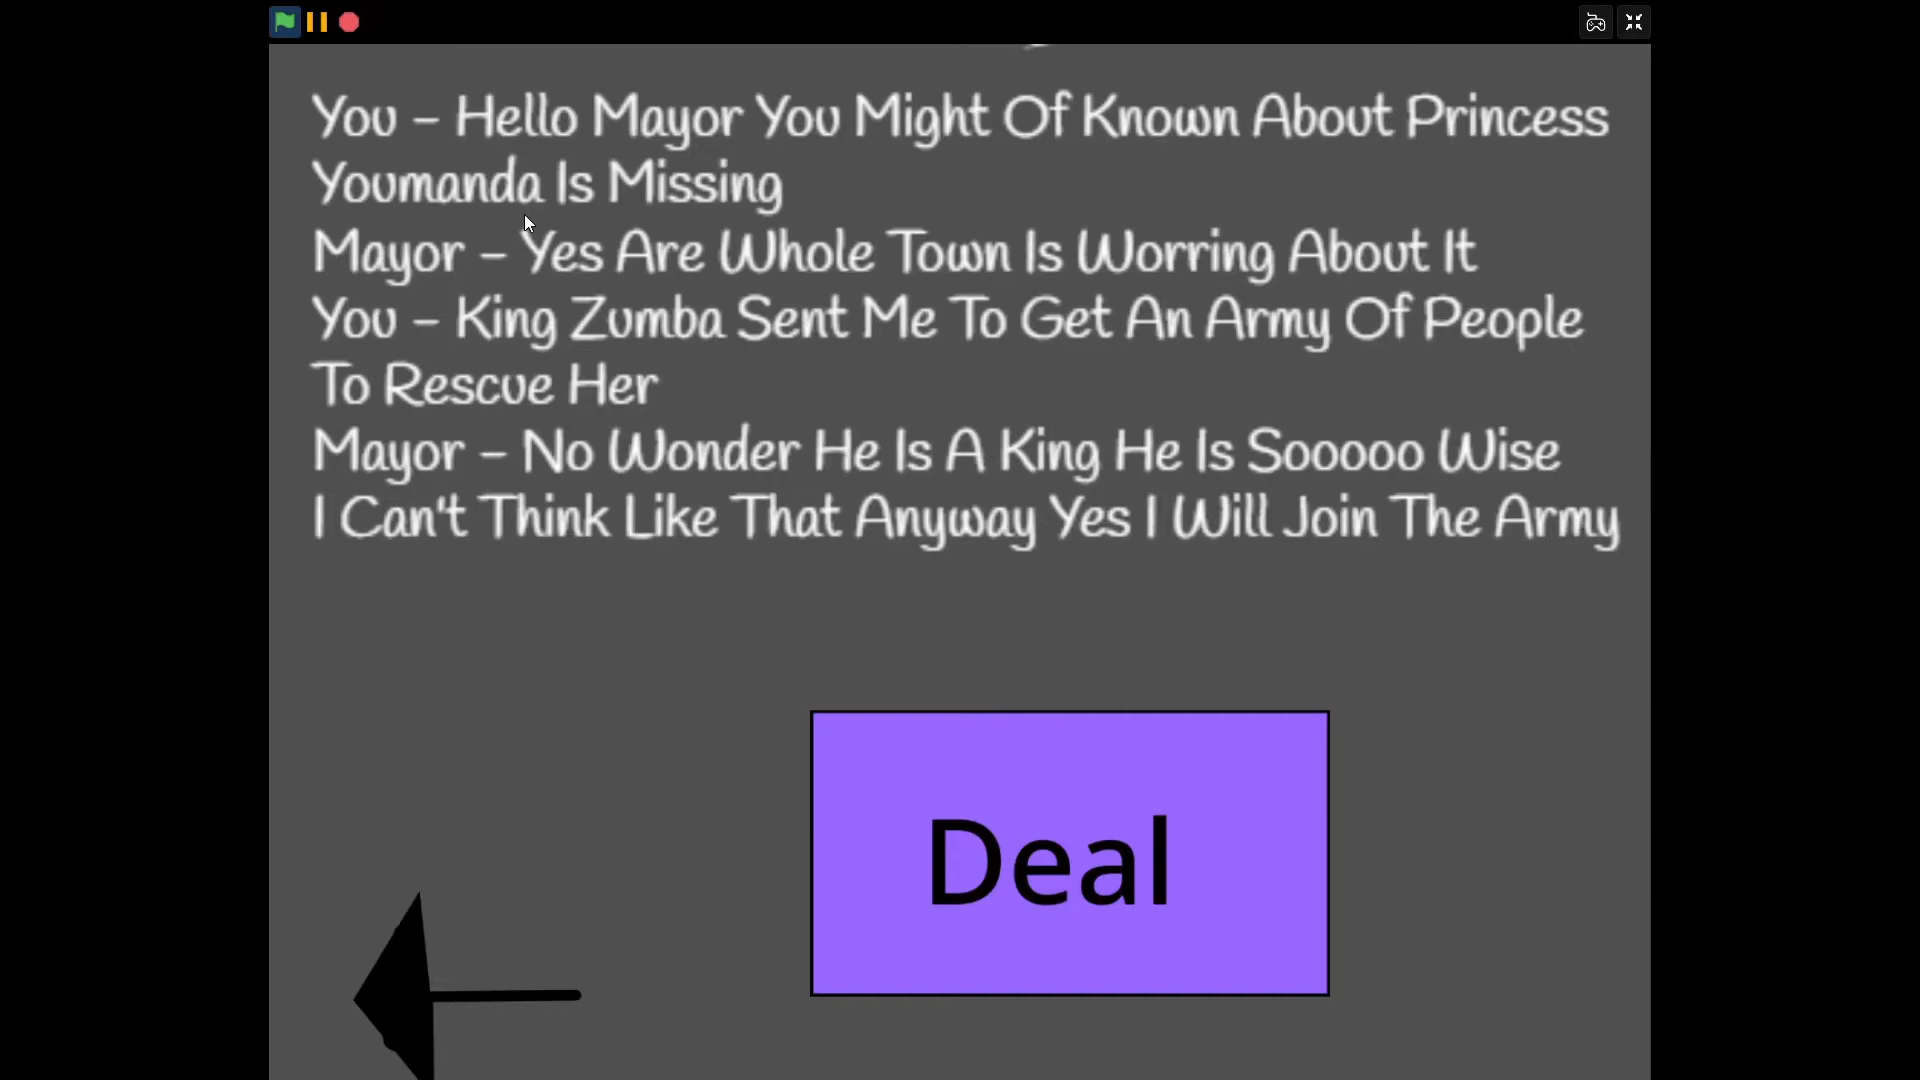 You – Hello Mayor You Might Of Known About Princess
Youmanda Is Missing
Mayor – Yes Are Whole Town Is Worring About It
You – King Zumba Sent Me To Get An Army Of People
To Rescue Her
Mayor – No Wonder He Is A King He Is Sooooo Wise
I Can't Think Like That Anyway Yes I Will Join The Army
Deal